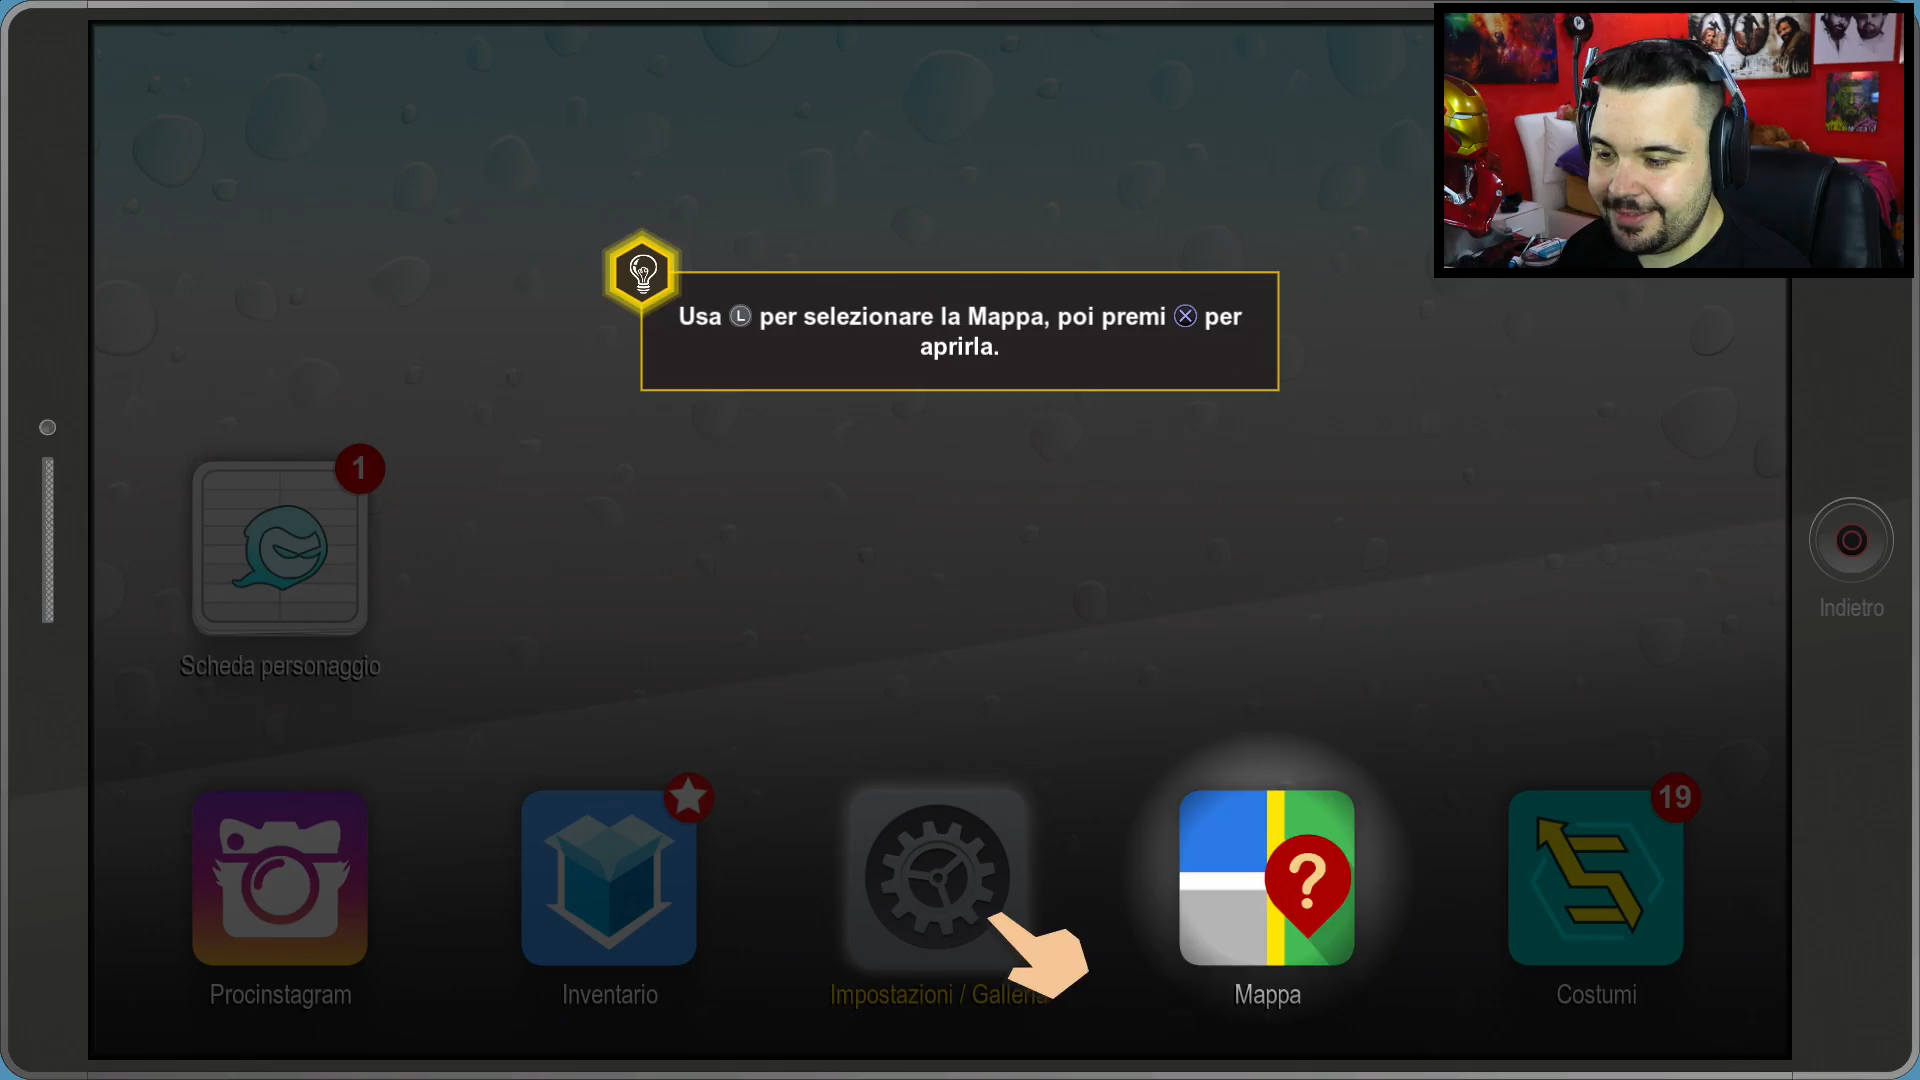 Usa L per selezionare la Mappa, poi premi X per
aprirla.
1
Scheda personaggio
Indietro
19
Procinstagram
Inventario
Impostazioni / Galleria
?
Mappa
Costumi